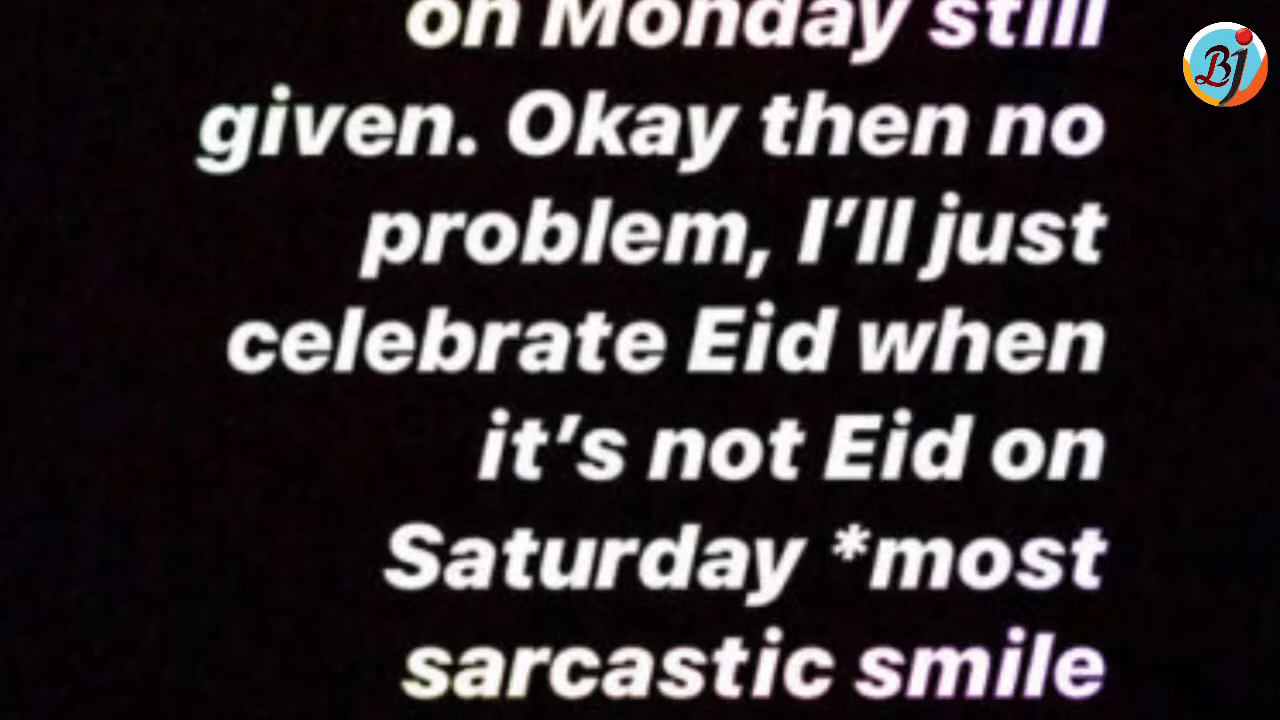 on Monday still
given. Okay then no
problem, I’ll just
celebrate Eid when
it’s not Eid on
Saturday *most
sarcastic smile
Bj